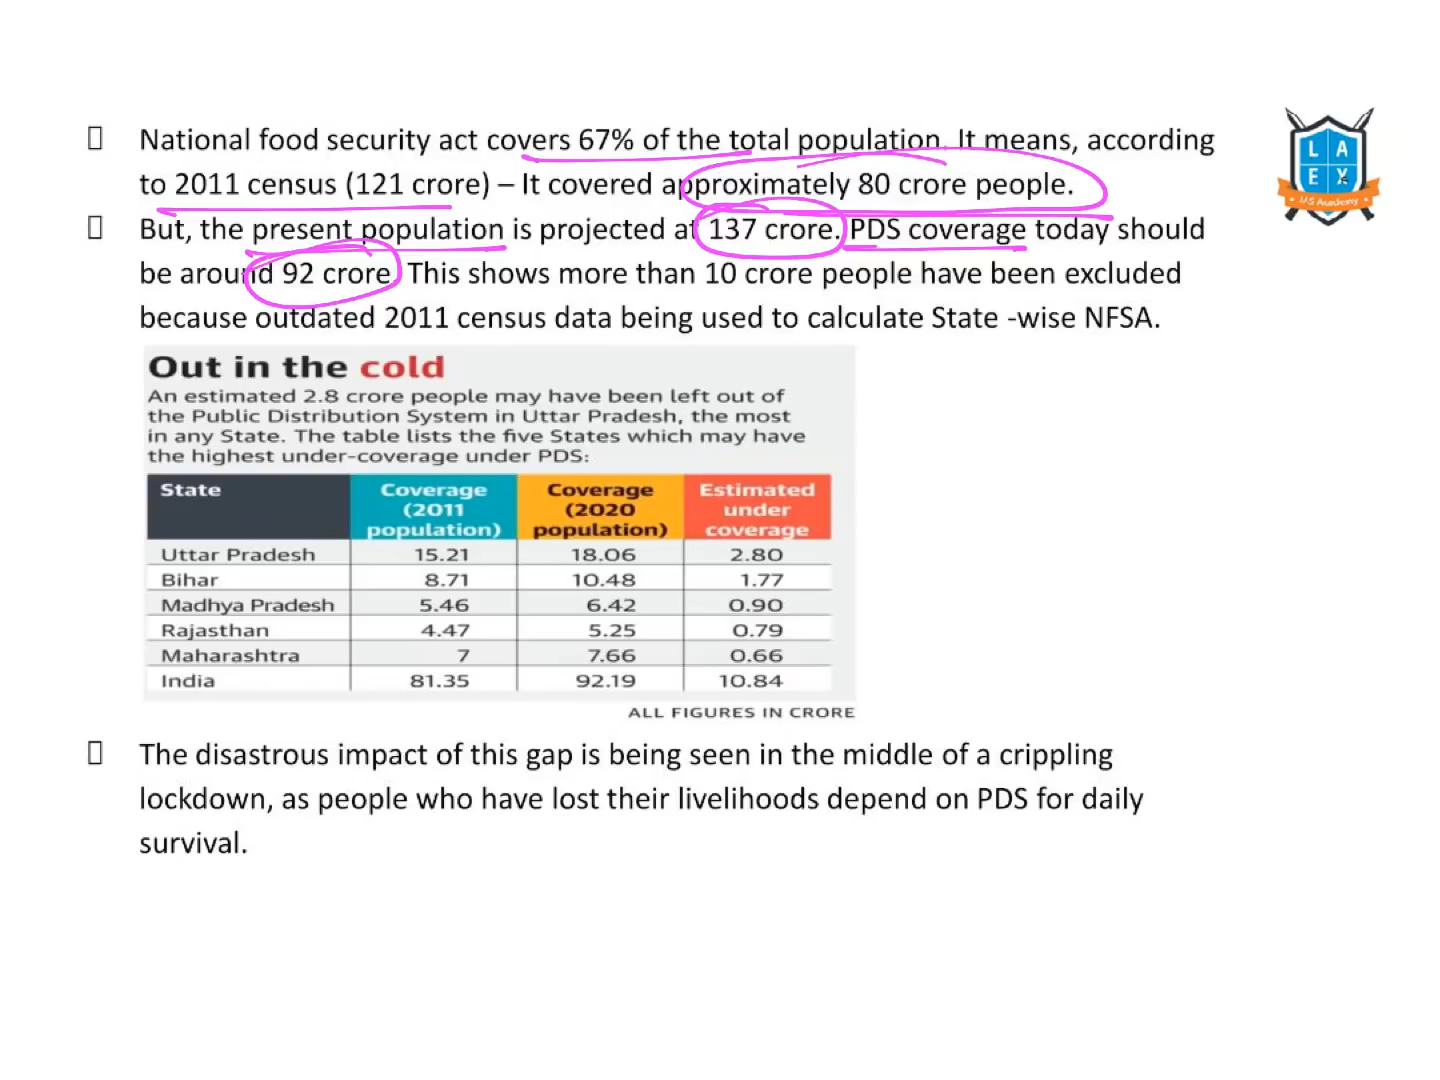 National food security act covers 67% of the total population. It means, according
to 2011 census (121 crore) – It covered approximately 80 crore people.
But, the present population is projected at 137 crore. PDS coverage today should
be around 92 crore. This shows more than 10 crore people have been excluded
because outdated 2011 census data being used to calculate State -wise NFSA.
L A
E X
IAS Academy
Out in the cold
An estimated 2.8 crore people may have been left out of
the Public Distribution System in Uttar Pradesh, the most
in any State. The table lists the five States which may have
the highest under-coverage under PDS:
State Coverage (2011 population) Coverage (2020 population) Estimated under coverage
Uttar Pradesh 15.21 18.06 2.80
Bihar 8.71 10.48 1.77
Madhya Pradesh 5.46 6.42 0.90
Rajasthan 4.47 5.25 0.79
Maharashtra 7 7.66 0.66
India 81.35 92.19 10.84
ALL FIGURES IN CRORE
The disastrous impact of this gap is being seen in the middle of a crippling
lockdown, as people who have lost their livelihoods depend on PDS for daily
survival.